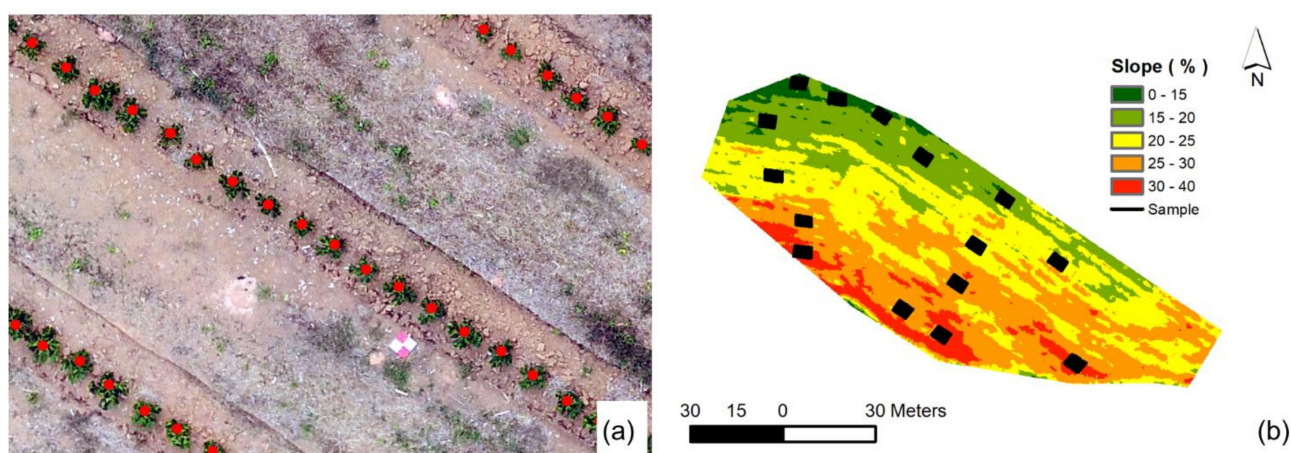 (a)
Slope ( % )
0 - 15
15 - 20
20 - 25
25 - 30
30 - 40
Sample
N
30 15 0 30 Meters
(b)